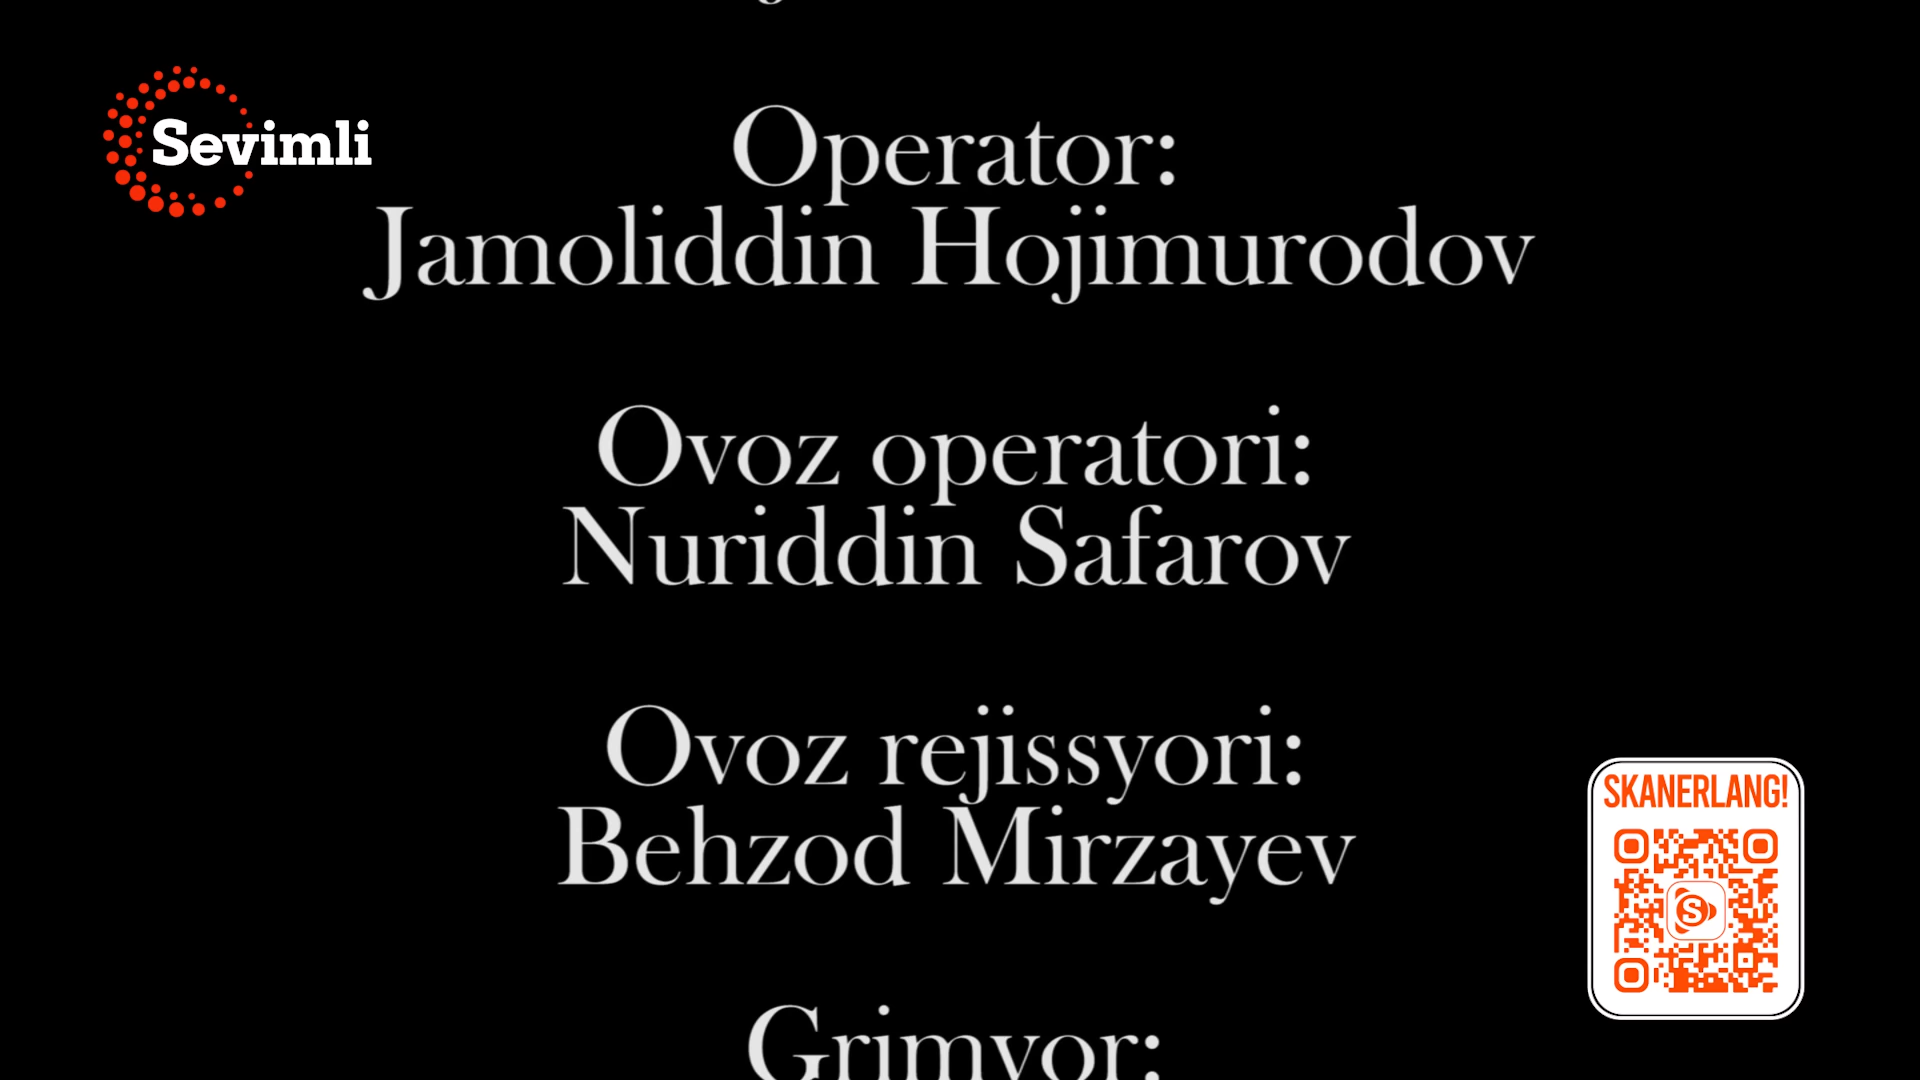 Sevimli
Operator:
Jamoliddin Hojimurodov
Ovoz operatori:
Nuriddin Safarov
Ovoz rejissyori:
Behzod Mirzayev
SKANERLANG!
S
Grimyor: